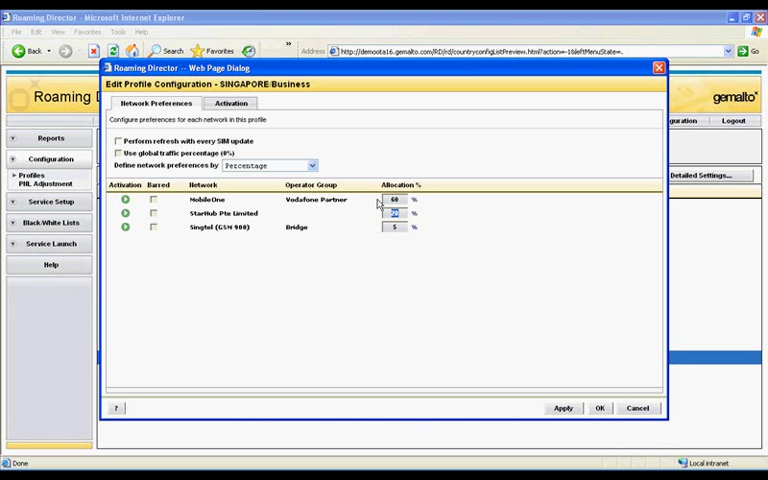 Roaming Director - Microsoft Internet Explorer
File Edit View Favorites Tools Help
Back Search Favorites » Address http://demoota16.gemalto.com/RD/rd/countryconfigListPreview.html?action=-1&leftMenuState=. Go
Roaming D
gemalto
guration Logout
Reports
Configuration
Profiles
PHL Adjustment
Service Setup
Black-White Lists
Service Launch
Help
Detailed Settings...
Roaming Director -- Web Page Dialog
Edit Profile Configuration - SINGAPORE/Business
Network Preferences Activation
Configure preferences for each network in this profile
Perform refresh with every SIM update
Use global traffic percentage (0%)
Define network preferences by Percentage
Activation Barred Network Operator Group Allocation %
MobileOne Vodafone Partner 60 %
StarHub Pte Limited %
Singtel (GSM 900) Bridge 5 %
? Apply OK Cancel
Done Local intranet